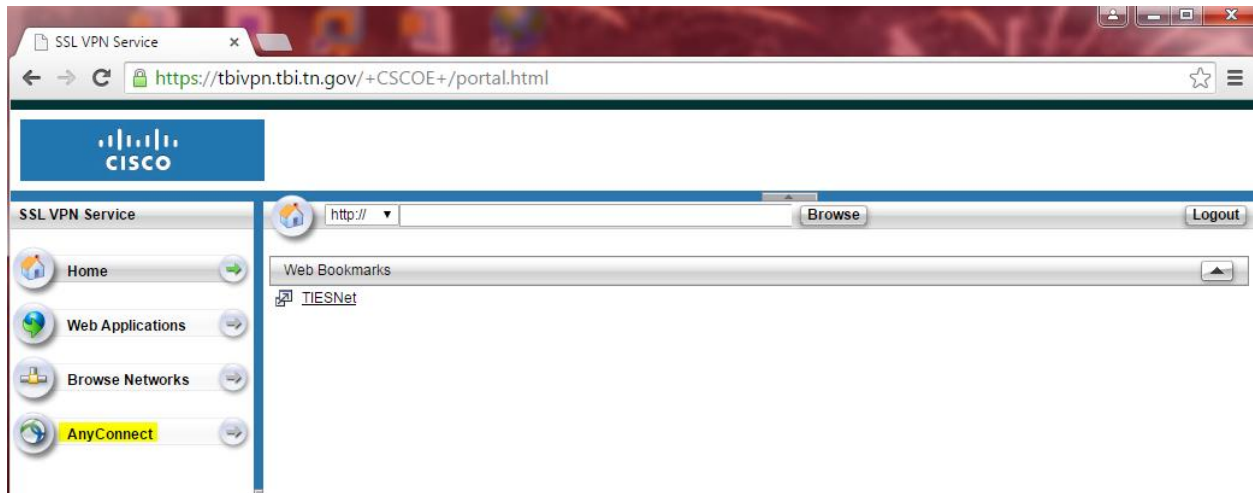 SSL VPN Service
https://tbivpn.tbi.tn.gov/+CSCOE+/portal.html
CISCO
SSL VPN Service
http://
Browse
Logout
Home
Web Bookmarks
TIESNet
Web Applications
Browse Networks
AnyConnect